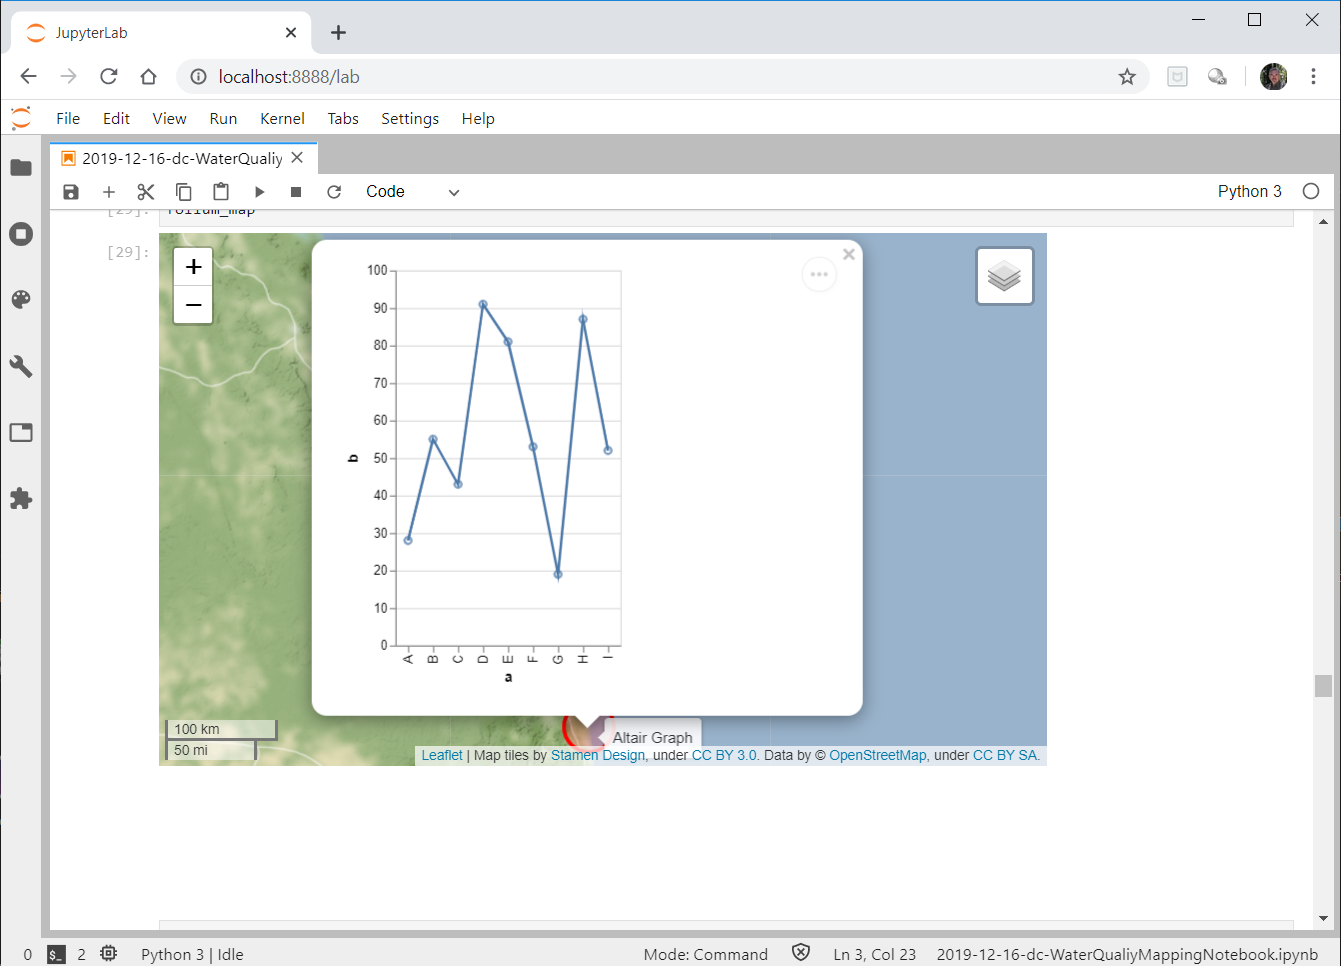 JupyterLab
localhost:8888/lab
File Edit View Run Kernel Tabs Settings Help
2019-12-16-dc-WaterQualiy
Code
Python 3
[29]: folium_map
[29]:
+
−
100
90
80
70
60
50
40
30
20
10
0
b
A B C D E F G H I
a
Altair Graph
100 km
50 mi
Leaflet | Map tiles by Stamen Design, under CC BY 3.0. Data by © OpenStreetMap, under CC BY SA.
0 $_ 2 Python 3 | Idle Mode: Command Ln 3, Col 23 2019-12-16-dc-WaterQualiyMappingNotebook.ipynb